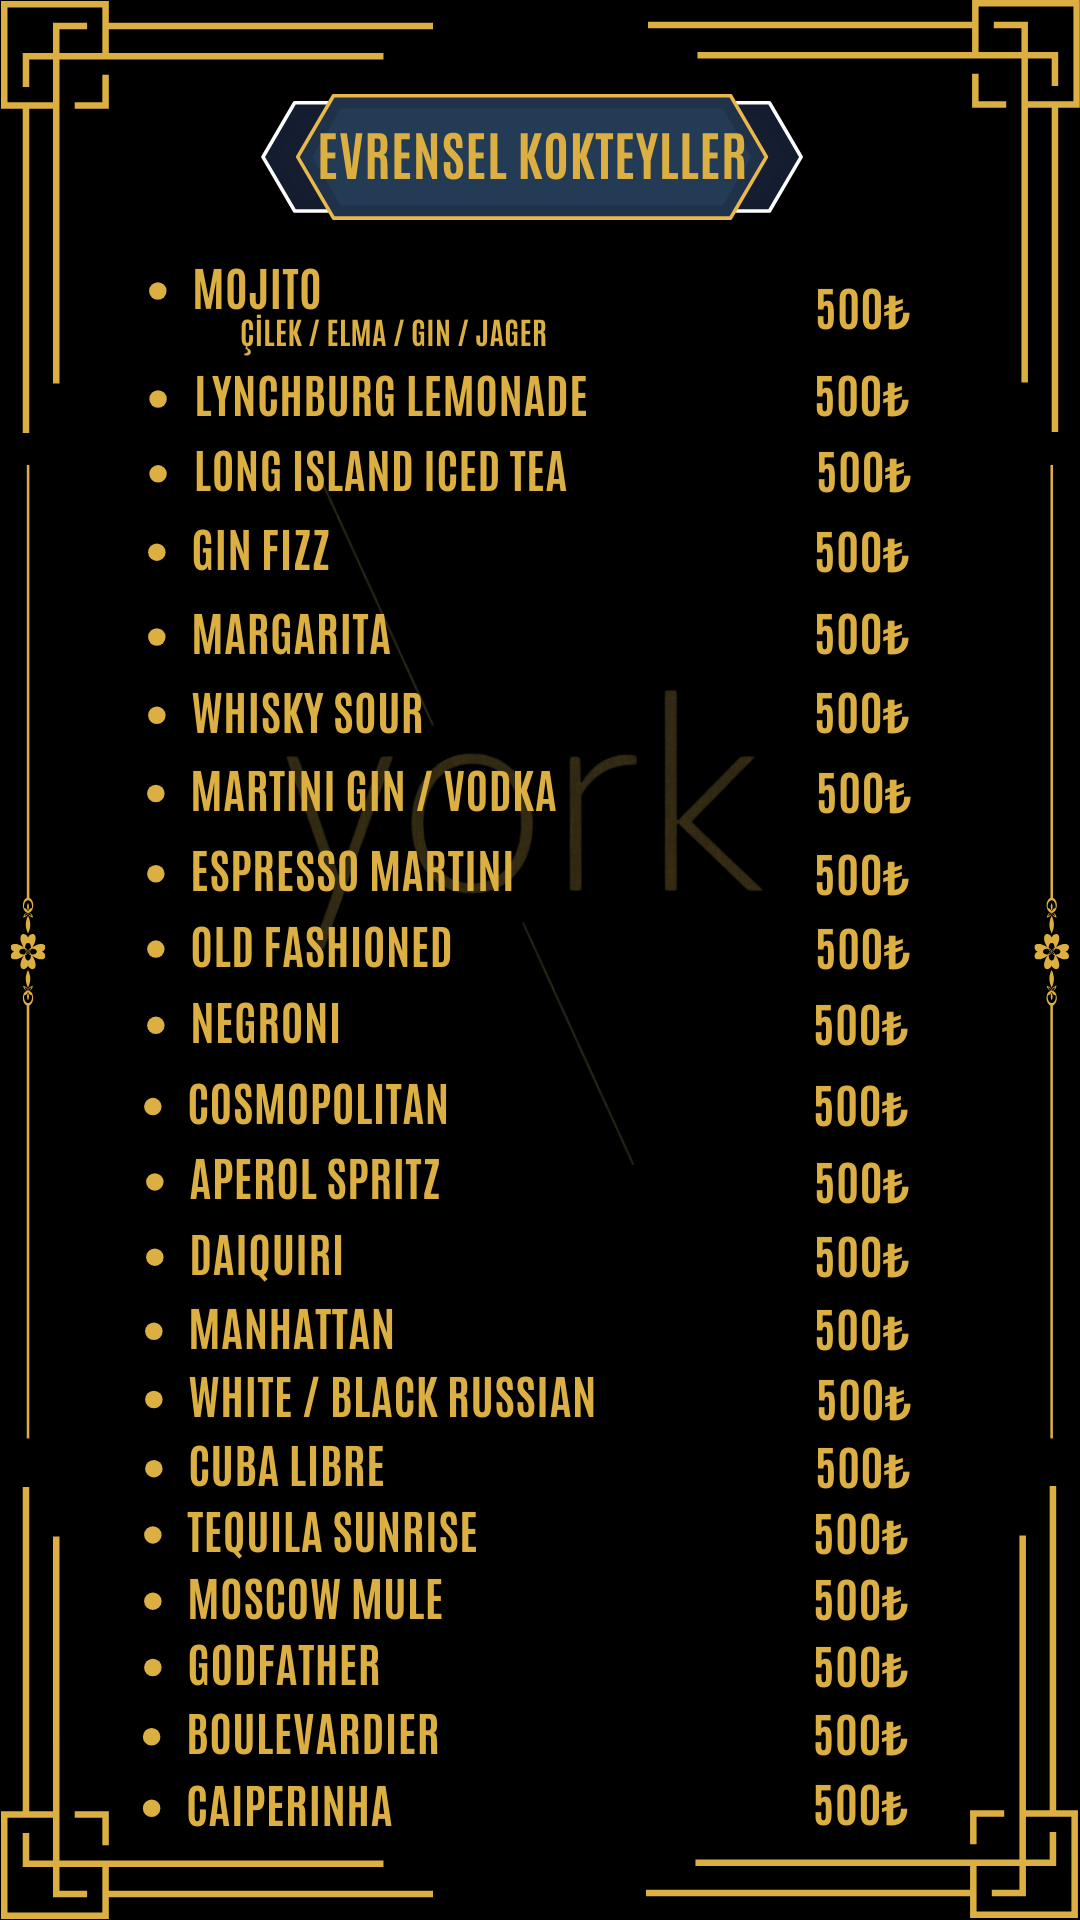 EVRENSEL KOKTEYLLER
MOJITO 500₺
ÇİLEK / ELMA / GIN / JAGER
LYNCHBURG LEMONADE 500₺
LONG ISLAND ICED TEA 500₺
GIN FIZZ 500₺
MARGARITA 500₺
WHISKY SOUR 500₺
york
MARTINI GIN / VODKA 500₺
ESPRESSO MARTINI 500₺
OLD FASHIONED 500₺
NEGRONI 500₺
COSMOPOLITAN 500₺
APEROL SPRITZ 500₺
DAIQUIRI 500₺
MANHATTAN 500₺
WHITE / BLACK RUSSIAN 500₺
CUBA LIBRE 500₺
TEQUILA SUNRISE 500₺
MOSCOW MULE 500₺
GODFATHER 500₺
BOULEVARDIER 500₺
CAIPERINHA 500₺